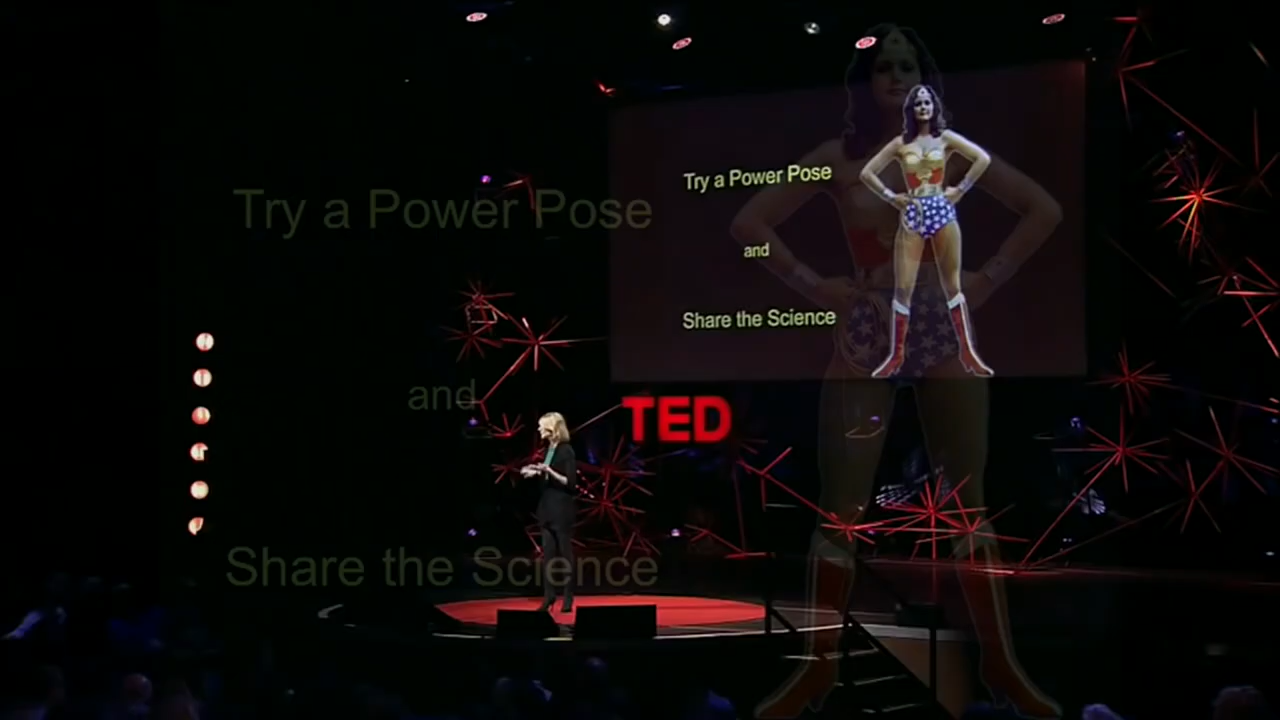 Try a Power Pose
and
Share the Science
TED
Try a Power Pose
and
Share the Science